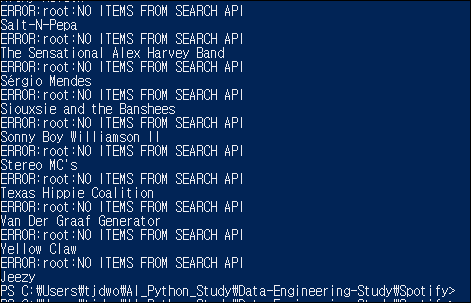 ERROR:root:NO ITEMS FROM SEARCH API
Salt-N-Pepa
ERROR:root:NO ITEMS FROM SEARCH API
The Sensational Alex Harvey Band
ERROR:root:NO ITEMS FROM SEARCH API
Sérgio Mendes
ERROR:root:NO ITEMS FROM SEARCH API
Siouxsie and the Banshees
ERROR:root:NO ITEMS FROM SEARCH API
Sonny Boy Williamson II
ERROR:root:NO ITEMS FROM SEARCH API
Stereo MC's
ERROR:root:NO ITEMS FROM SEARCH API
Texas Hippie Coalition
ERROR:root:NO ITEMS FROM SEARCH API
Van Der Graaf Generator
ERROR:root:NO ITEMS FROM SEARCH API
Yellow Claw
ERROR:root:NO ITEMS FROM SEARCH API
Jeezy
PS C:₩Users₩tjdwo₩AI_Python_Study₩Data-Engineering-Study₩Spotify>